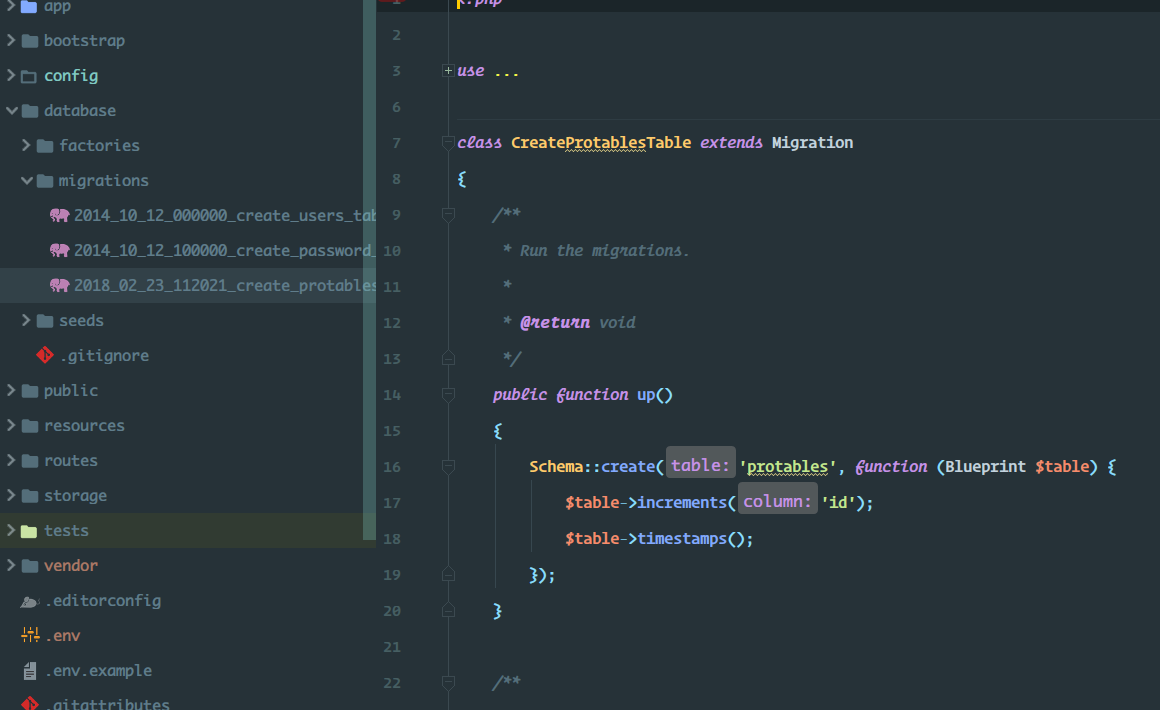 app
bootstrap
config
database
factories
migrations
2014_10_12_000000_create_users_tab
2014_10_12_100000_create_password_
2018_02_23_112021_create_protables
seeds
.gitignore
public
resources
routes
storage
tests
vendor
.editorconfig
.env
.env.example
.gitattributes
1 <?php
2
3 use ...
6
7 class CreateProtablesTable extends Migration
8 {
9 /**
10 * Run the migrations.
11 *
12 * @return void
13 */
14 public function up()
15 {
16 Schema::create( table: 'protables', function (Blueprint $table) {
17 $table->increments( column: 'id');
18 $table->timestamps();
19 });
20 }
21
22 /**